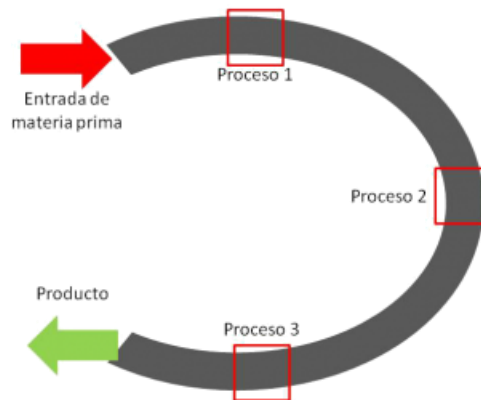 Proceso 1
Entrada de
materia prima
Proceso 2
Producto
Proceso 3